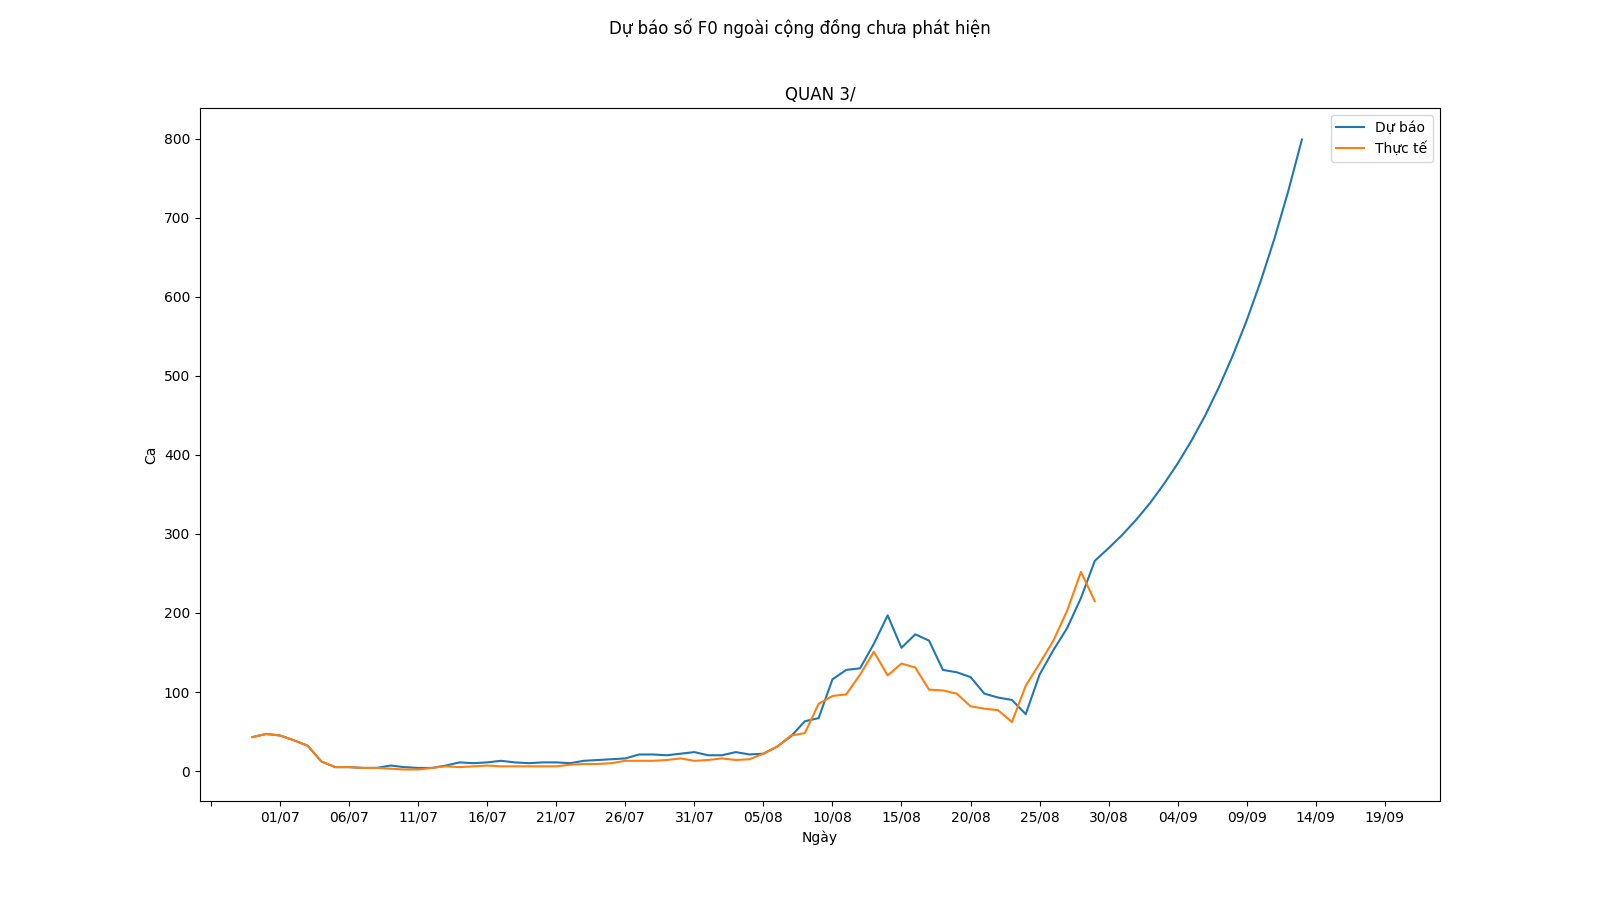 Dự báo số F0 ngoài cộng đồng chưa phát hiện
QUAN 3/
Dự báo
Thực tế
800
700
600
500
400
300
200
100
0
Ca
01/07 06/07 11/07 16/07 21/07 26/07 31/07 05/08 10/08 15/08 20/08 25/08 30/08 04/09 09/09 14/09 19/09
Ngày